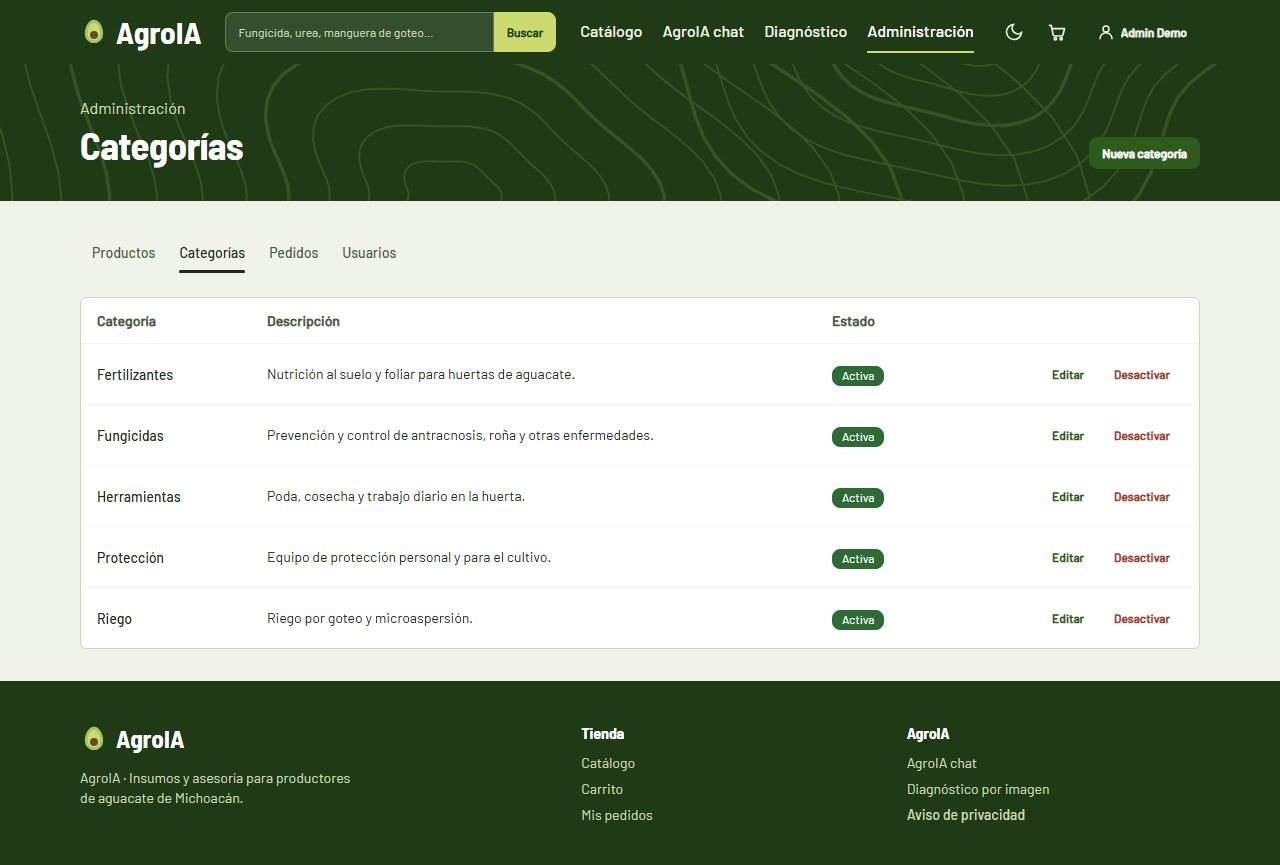 AgroIA
Fungicida, urea, manguera de goteo...
Buscar
Catálogo
AgroIA chat
Diagnóstico
Administración
Admin Demo
Administración
Categorías
Nueva categoría
Productos
Categorías
Pedidos
Usuarios
Categoría Descripción Estado
Fertilizantes Nutrición al suelo y foliar para huertas de aguacate. Activa Editar Desactivar
Fungicidas Prevención y control de antracnosis, roña y otras enfermedades. Activa Editar Desactivar
Herramientas Poda, cosecha y trabajo diario en la huerta. Activa Editar Desactivar
Protección Equipo de protección personal y para el cultivo. Activa Editar Desactivar
Riego Riego por goteo y microaspersión. Activa Editar Desactivar
AgroIA
AgroIA · Insumos y asesoría para productores
de aguacate de Michoacán.
Tienda
Catálogo
Carrito
Mis pedidos
AgroIA
AgroIA chat
Diagnóstico por imagen
Aviso de privacidad